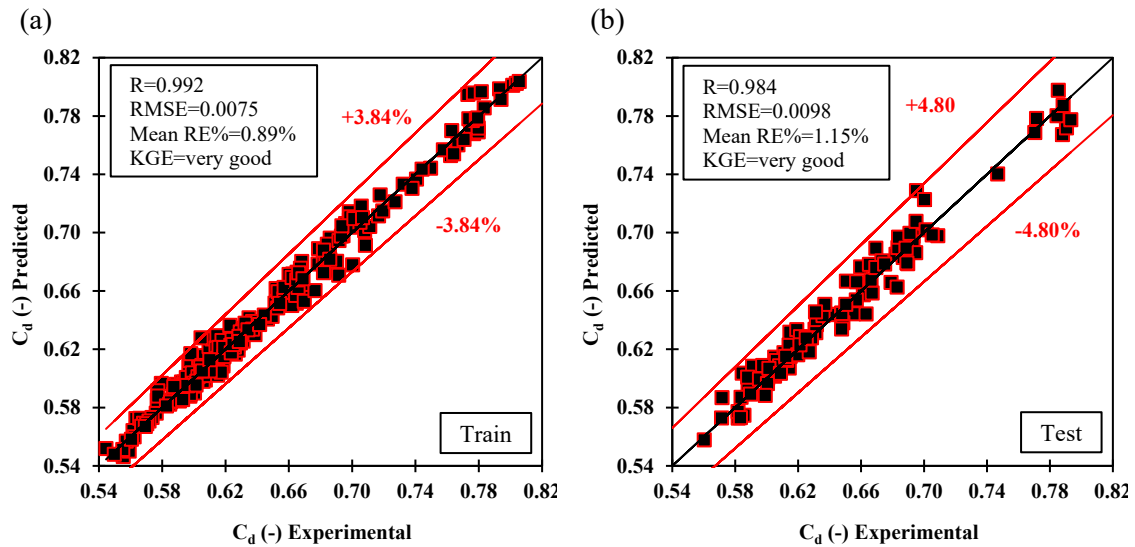 (a)
R=0.992
RMSE=0.0075
Mean RE%=0.89%
KGE=very good
+3.84%
-3.84%
Train
0.82
0.78
0.74
0.70
0.66
0.62
0.58
0.54
0.54
0.58
0.62
0.66
0.70
0.74
0.78
0.82
Cd (-) Predicted
Cd (-) Experimental
(b)
R=0.984
RMSE=0.0098
Mean RE%=1.15%
KGE=very good
+4.80
-4.80%
Test
0.82
0.78
0.74
0.70
0.66
0.62
0.58
0.54
0.54
0.58
0.62
0.66
0.70
0.74
0.78
0.82
Cd (-) Predicted
Cd (-) Experimental